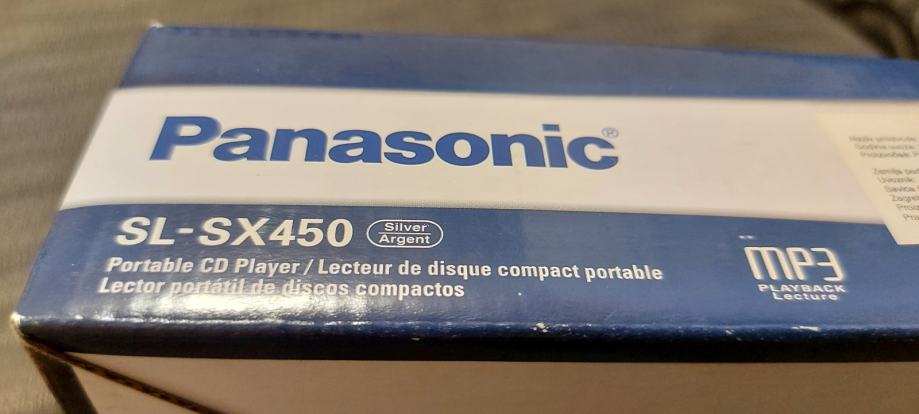 Panasonic®
SL-SX450 Silver Argent
Portable CD Player / Lecteur de disque compact portable
Lector portátil de discos compactos
MP3
PLAYBACK
Lecture
Zagreb